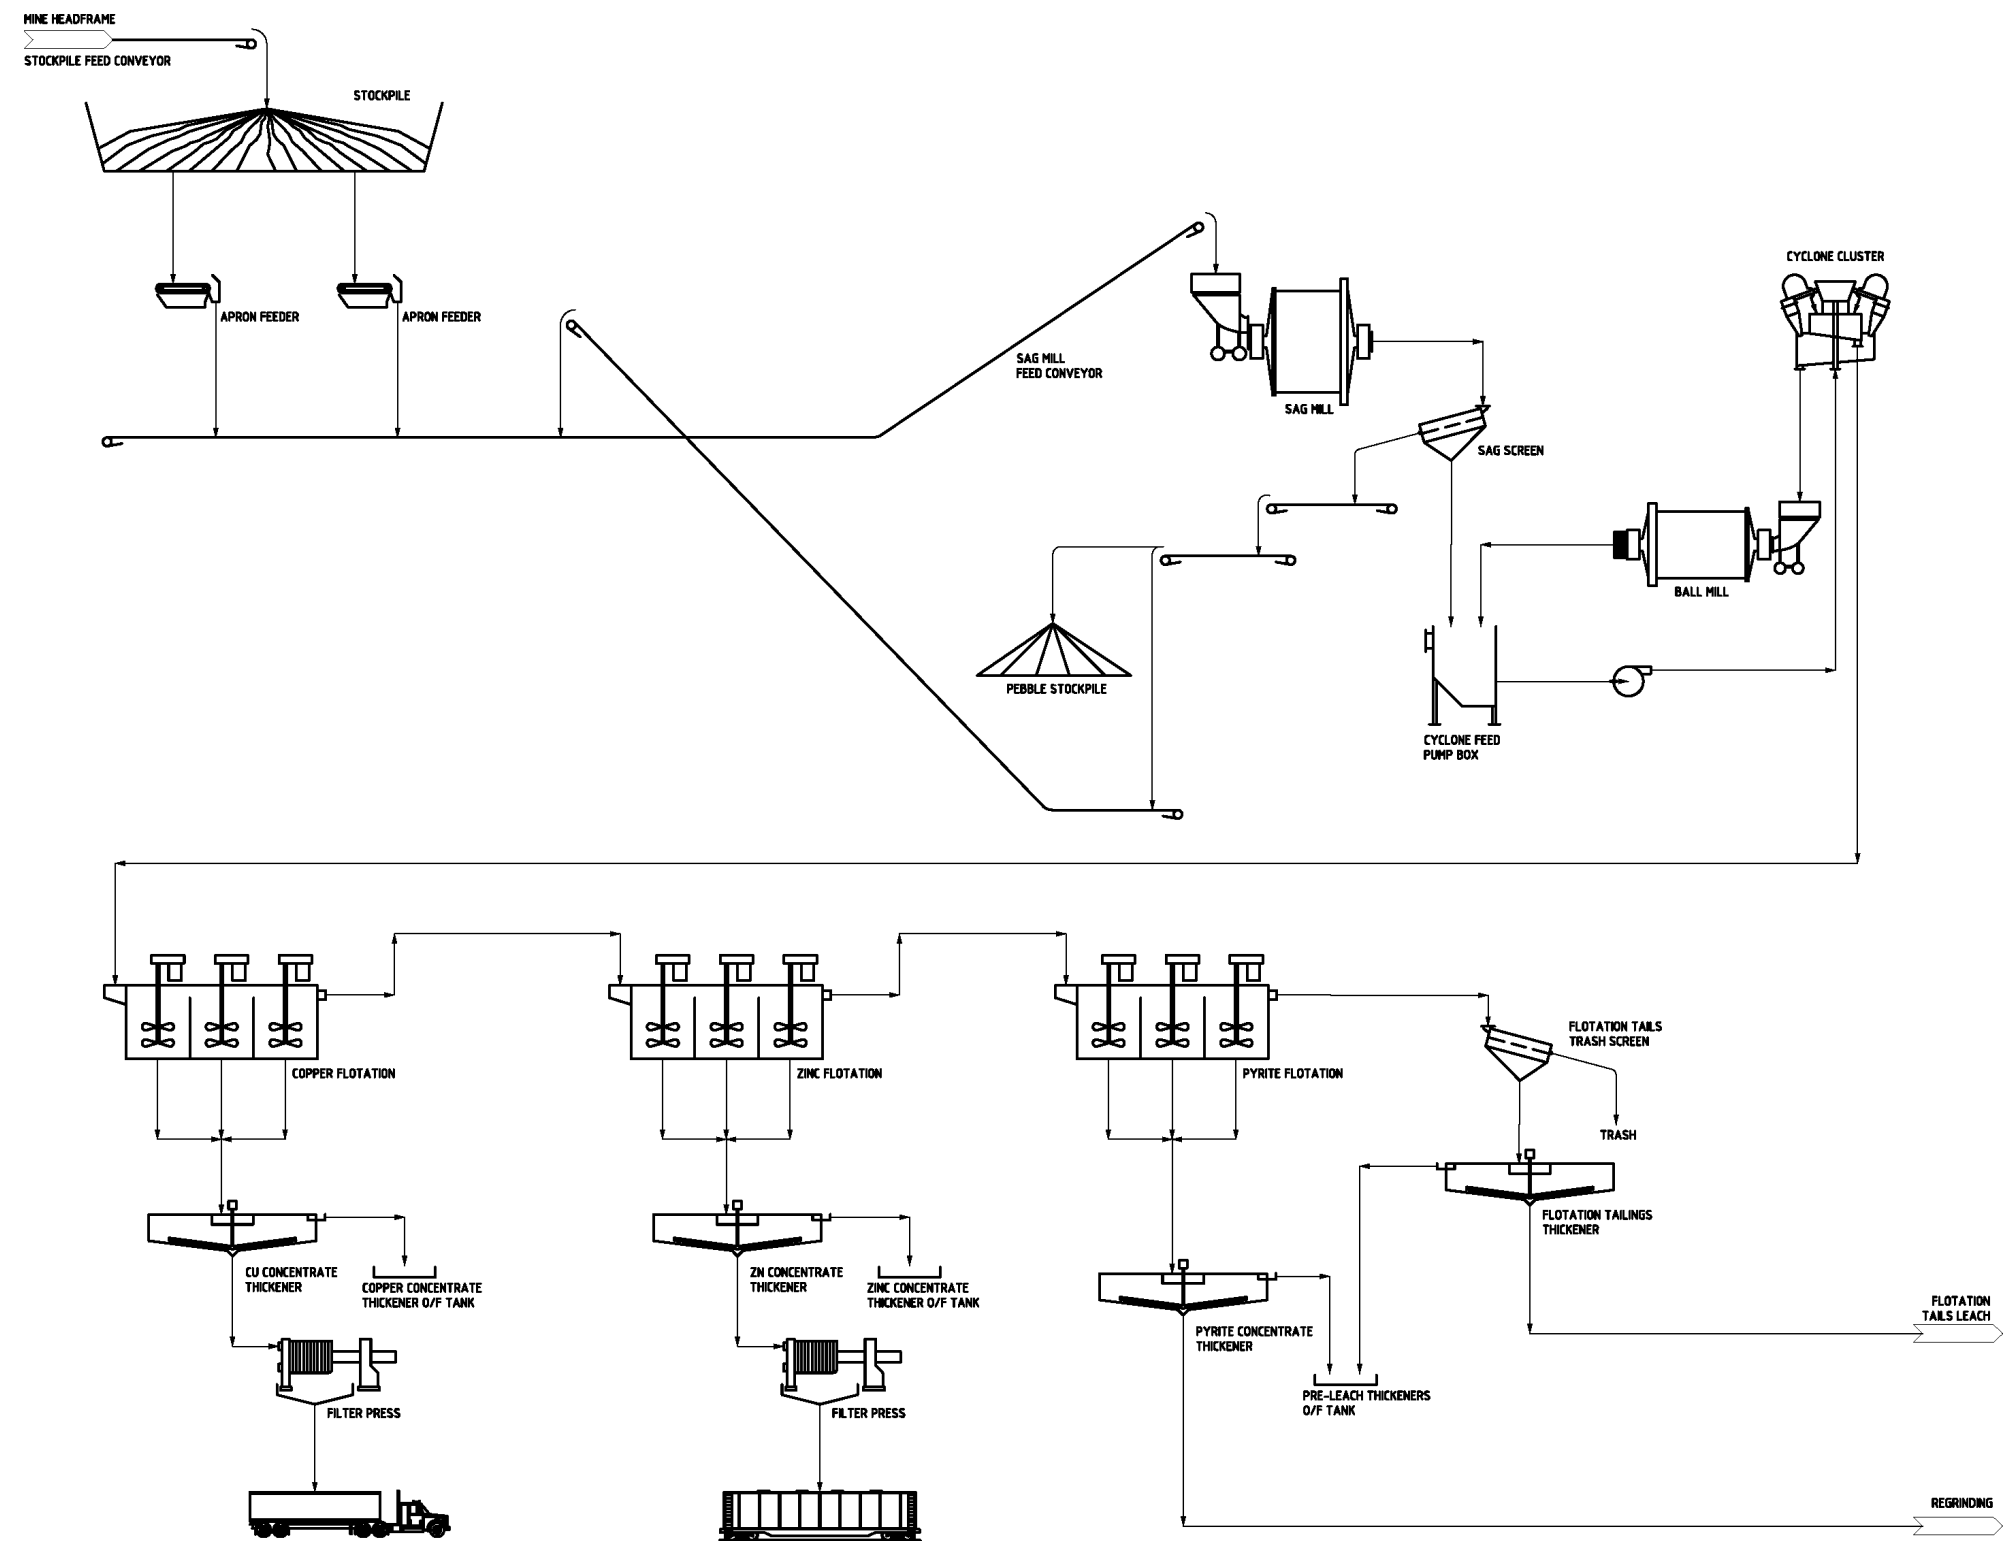 MINE HEADFRAME
STOCKPILE FEED CONVEYOR
STOCKPILE
APRON FEEDER
APRON FEEDER
SAG MILL
FEED CONVEYOR
SAG MILL
CYCLONE CLUSTER
SAG SCREEN
BALL MILL
PEBBLE STOCKPILE
CYCLONE FEED
PUMP BOX
COPPER FLOTATION
ZINC FLOTATION
PYRITE FLOTATION
FLOTATION TAILS
TRASH SCREEN
TRASH
FLOTATION TAILINGS
THICKENER
CU CONCENTRATE
THICKENER
COPPER CONCENTRATE
THICKENER O/F TANK
ZN CONCENTRATE
THICKENER
ZINC CONCENTRATE
THICKENER O/F TANK
PYRITE CONCENTRATE
THICKENER
FLOTATION
TAILS LEACH
PRE-LEACH THICKENERS
O/F TANK
FILTER PRESS
FILTER PRESS
REGRINDING